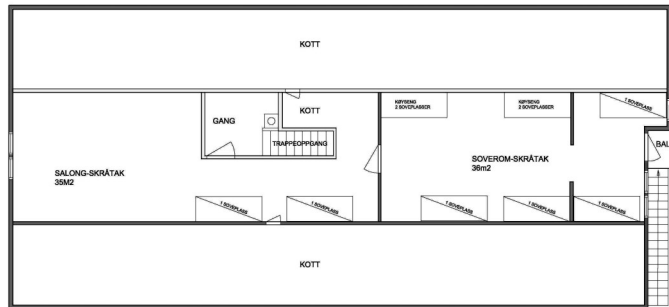 KOTT
KØYSENG
2 SOVEPLASSER
KØYSENG
2 SOVEPLASSER
1 SOVEPLASS
KOTT
GANG
TRAPPEOPPGANG
BAL
SALONG-SKRÅTAK
35M2
SOVEROM-SKRÅTAK
36m2
1 SOVEPLASS
1 SOVEPLASS
1 SOVEPLASS
1 SOVEPLASS
1 SOVEPLASS
KOTT